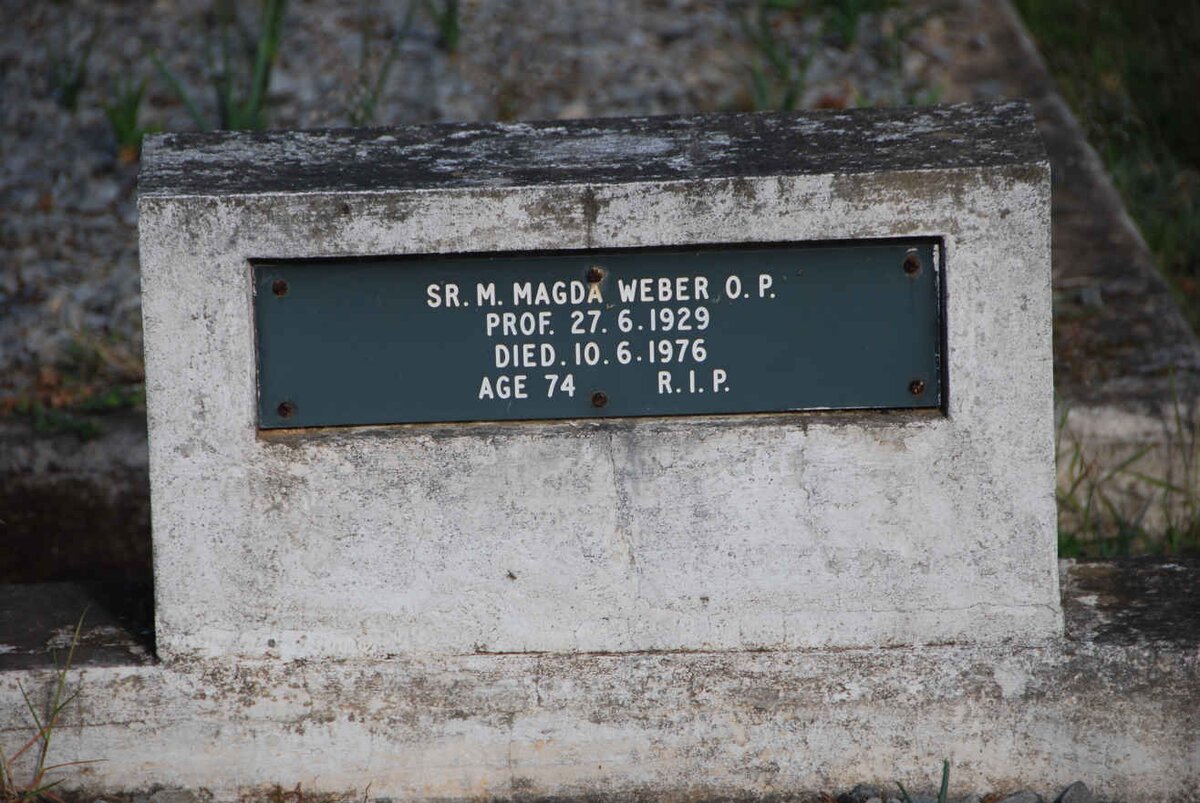 SR. M. MAGDA WEBER O.P.
PROF. 27.6.1929
DIED. 10.6.1976
AGE 74 R.I.P.